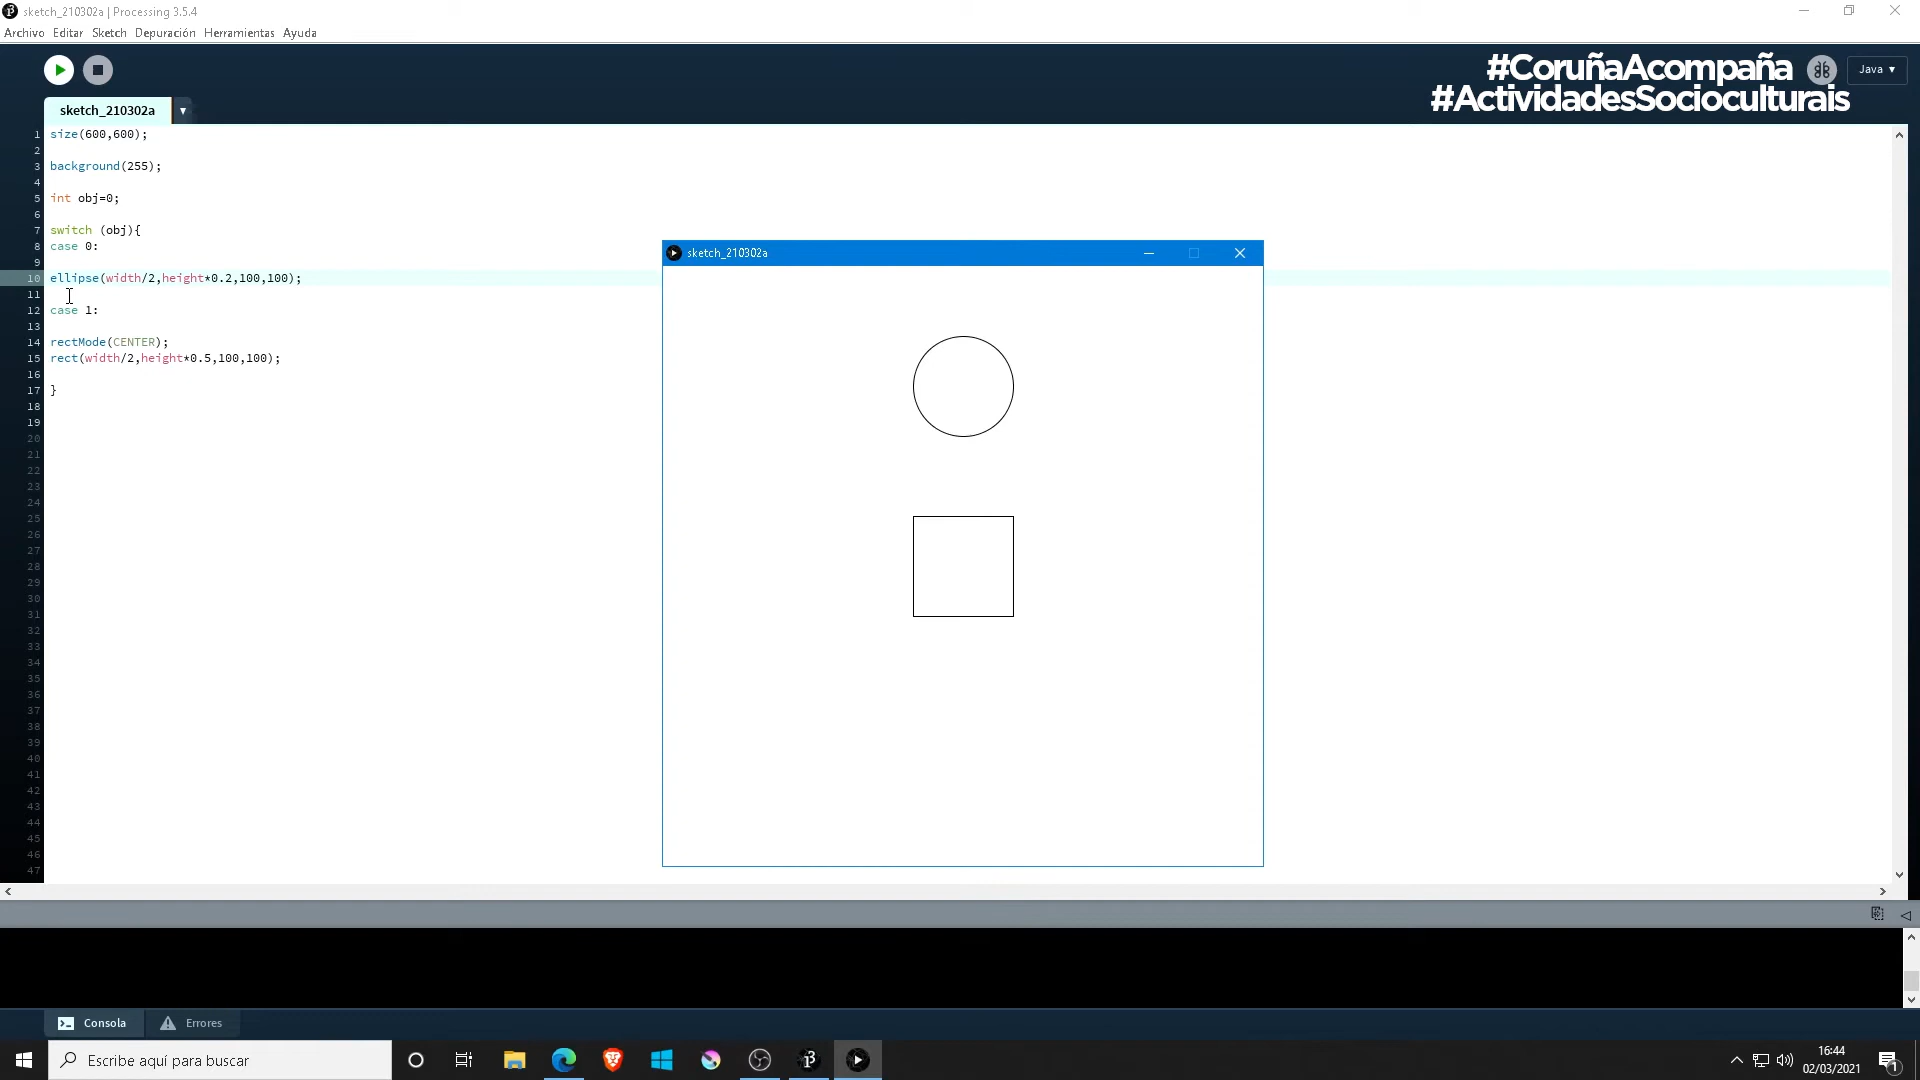 sketch_210302a | Processing 3.5.4
Archivo Editar Sketch Depuración Herramientas Ayuda
#CoruñaAcompaña
#ActividadesSocioculturais
Java ▾
sketch_210302a ▾
1 size(600,600);
2
3 background(255);
4
5 int obj=0;
6
7 switch (obj){
8 case 0:
9
10 ellipse(width/2,height*0.2,100,100);
11
12 case 1:
13
14 rectMode(CENTER);
15 rect(width/2,height*0.5,100,100);
16
17 }
18
19
20
21
22
23
24
25
26
27
28
29
30
31
32
33
34
35
36
37
38
39
40
41
42
43
44
45
46
47
sketch_210302a
Consola Errores
Escribe aquí para buscar
16:44
02/03/2021
1